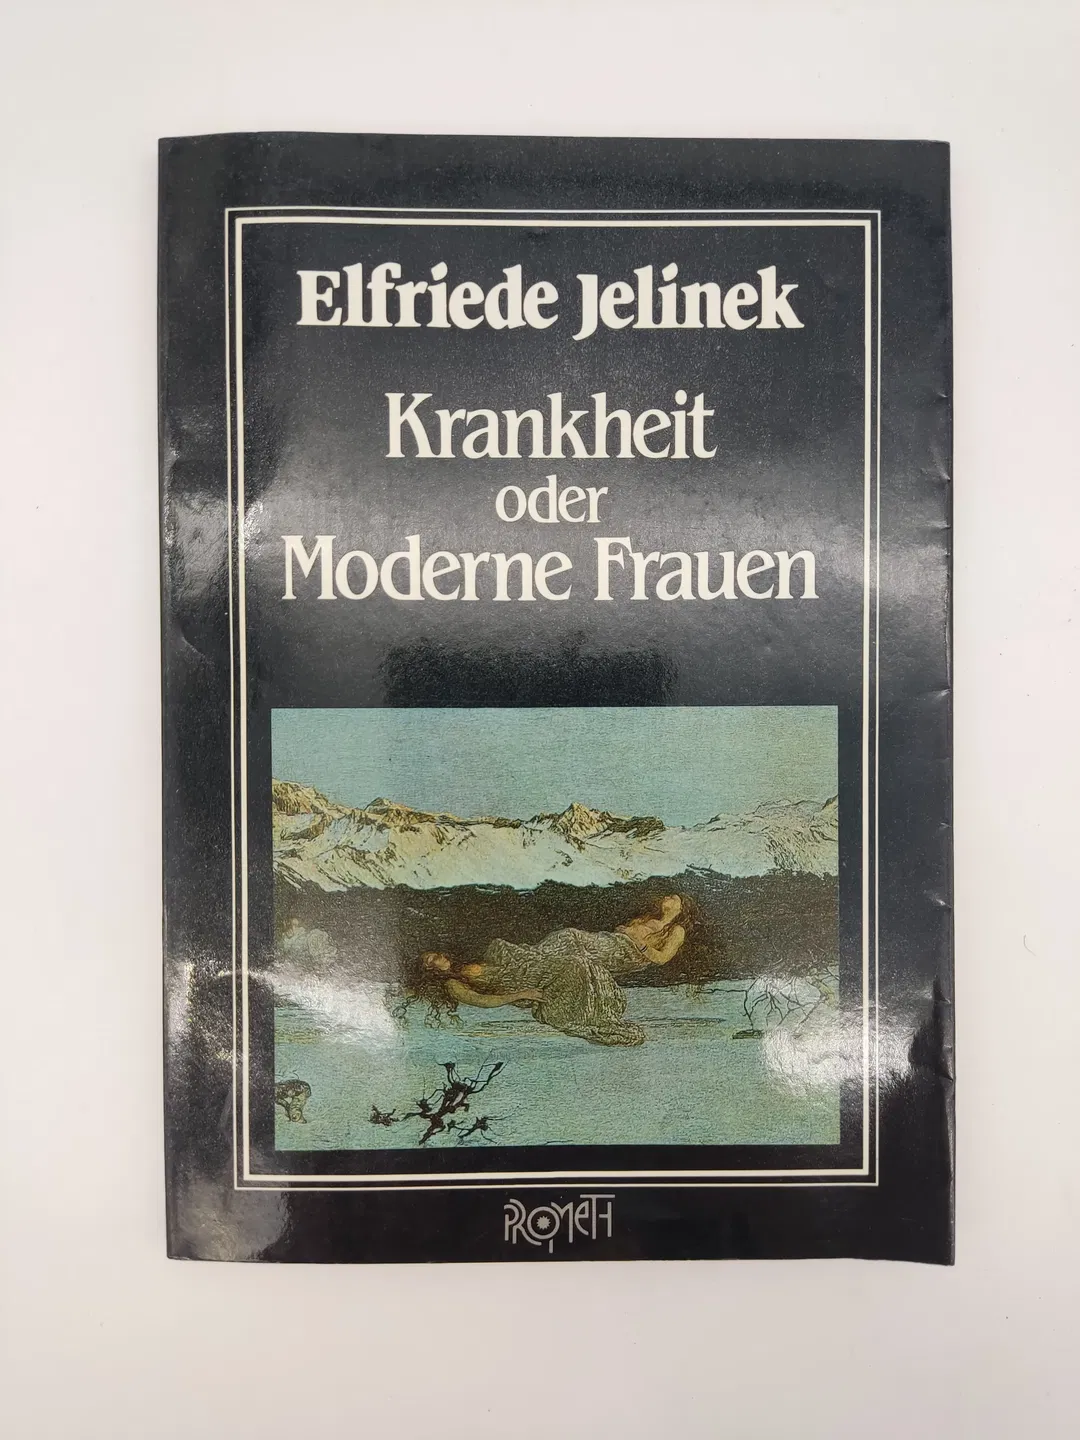 Elfriede Jelinek
Krankheit
oder
Moderne Frauen
PROMETH